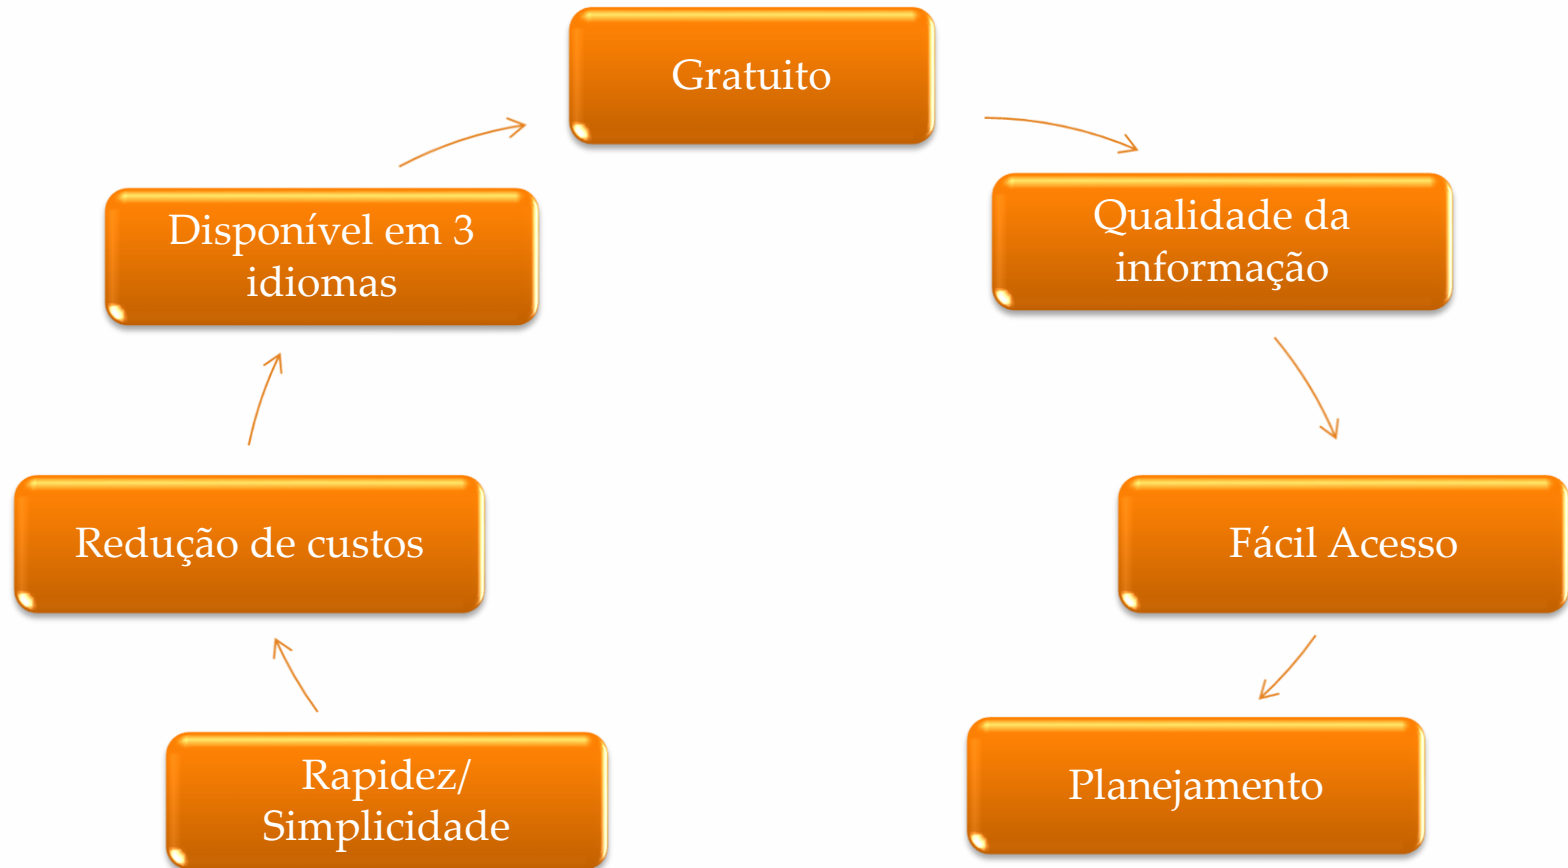 Gratuito
Qualidade da
informação
Fácil Acesso
Planejamento
Rapidez/
Simplicidade
Redução de custos
Disponível em 3
idiomas